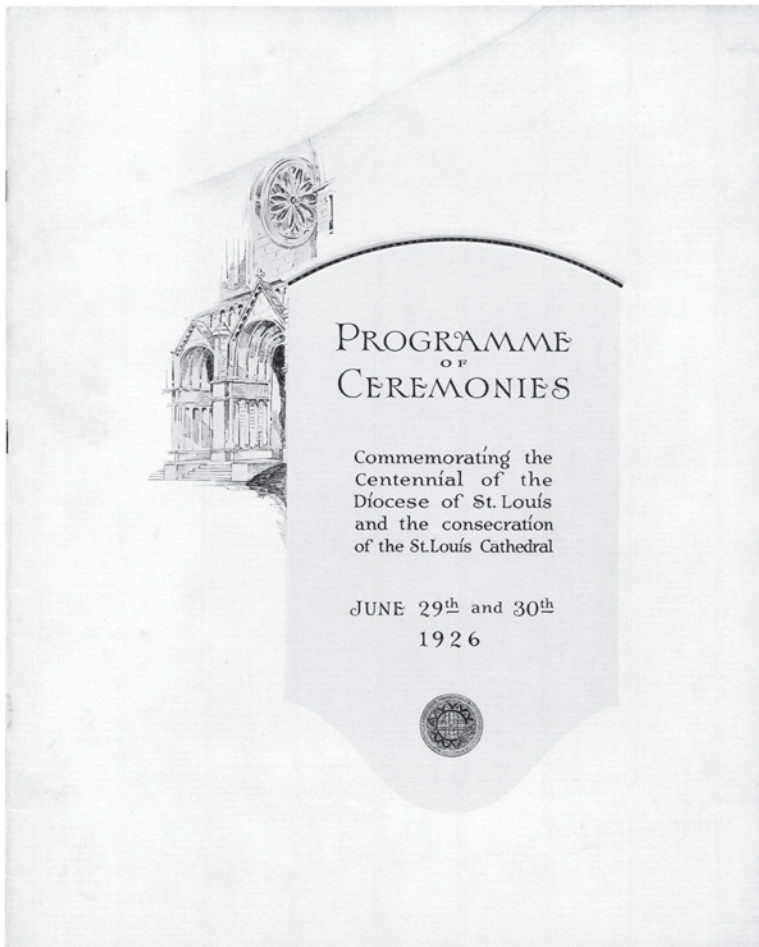 PROGRAMME
OF
CEREMONIES
Commemorating the
Centennial of the
Diocese of St. Louis
and the consecration
of the St. Louis Cathedral
JUNE 29th and 30th
1926